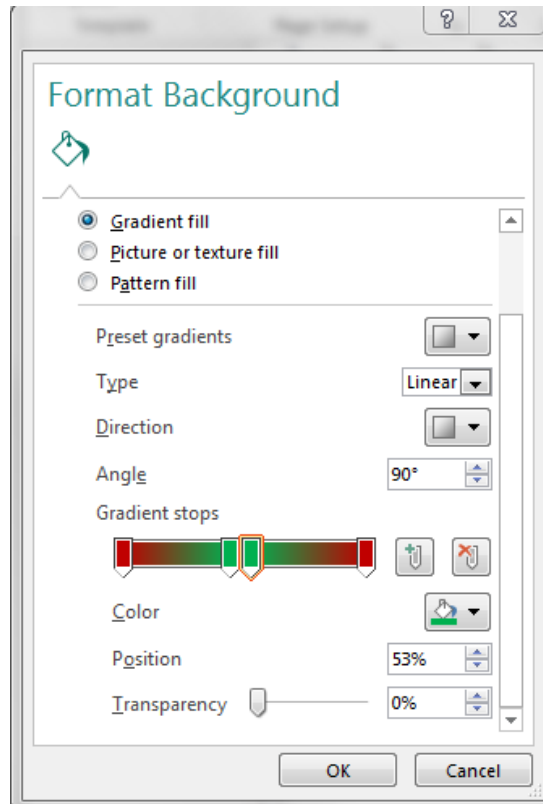 Format Background
Gradient fill
Picture or texture fill
Pattern fill
Preset gradients
Type Linear
Direction
Angle 90°
Gradient stops
Color
Position 53%
Transparency 0%
OK Cancel